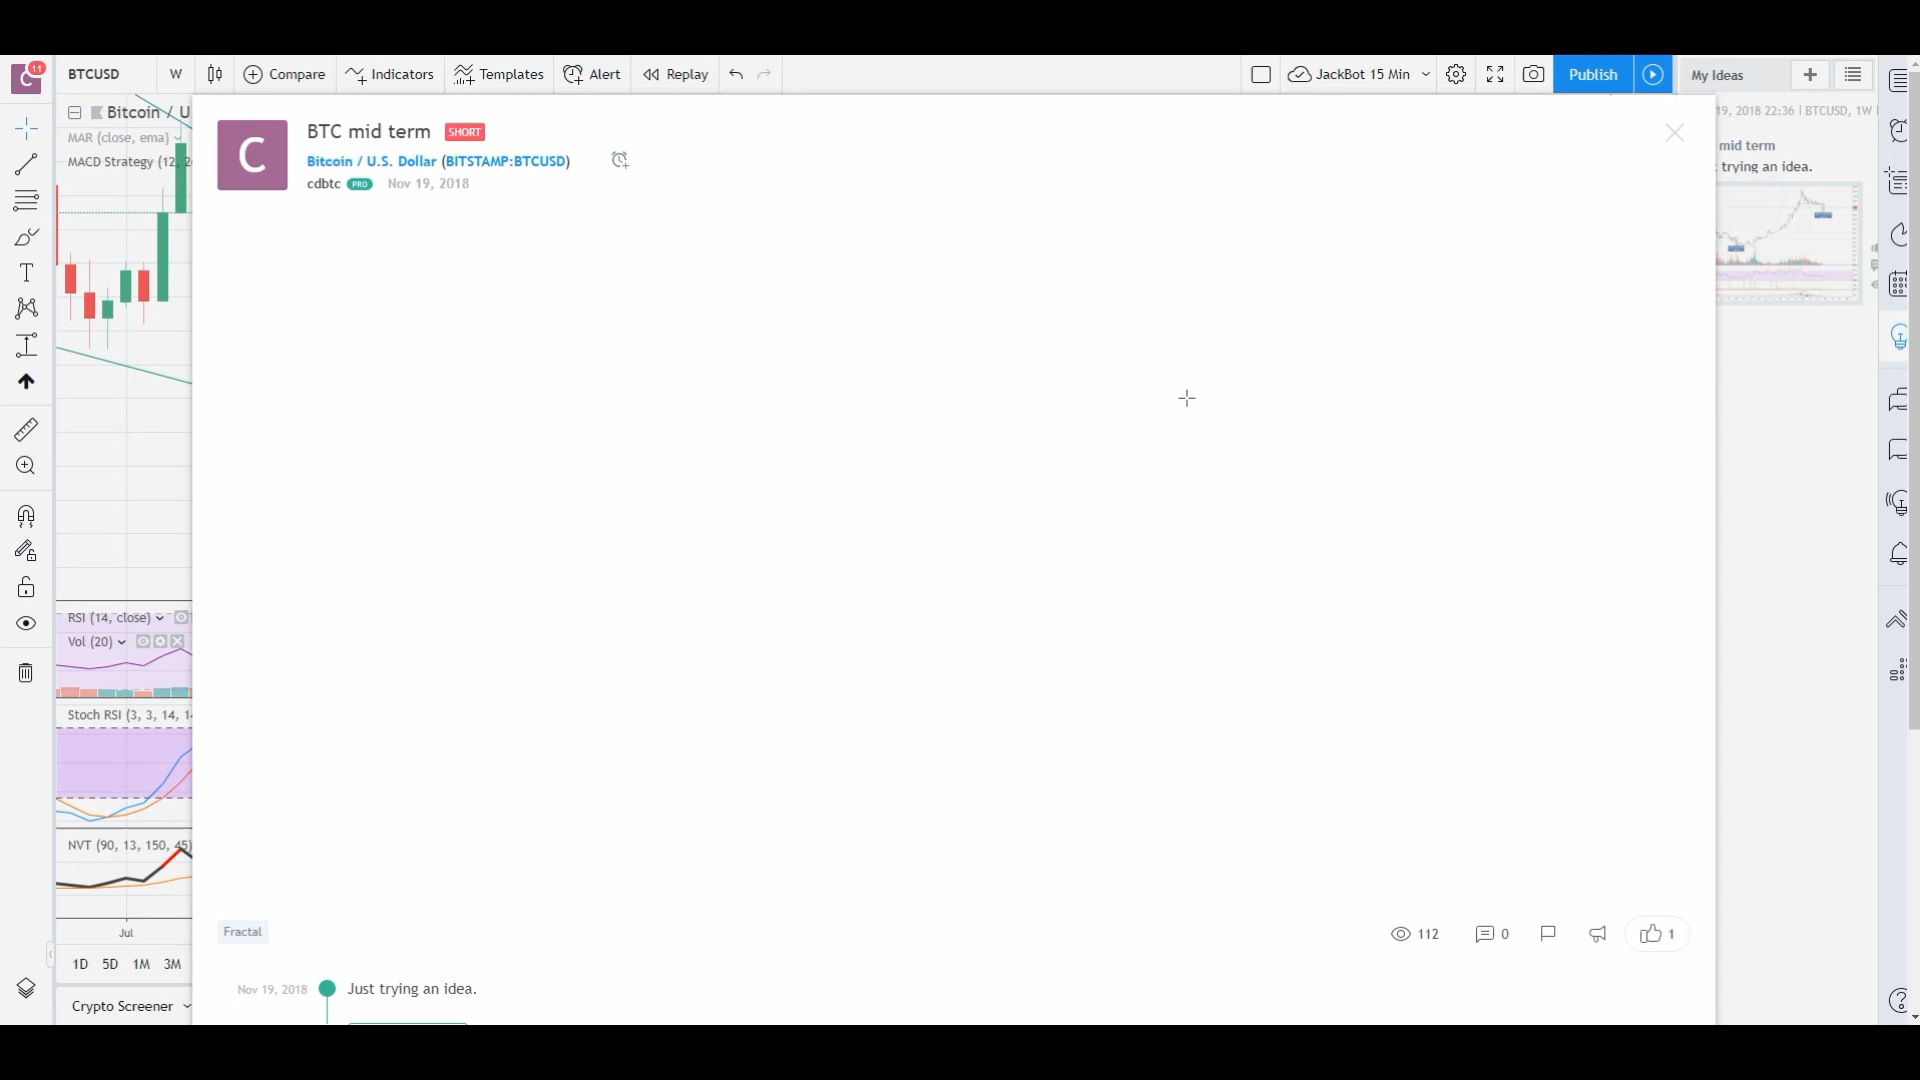 C 11
BTCUSD W Compare Indicators Templates Alert Replay JackBot 15 Min Publish My Ideas
Bitcoin / U
MAR (close, ema)
MACD Strategy (12, 2
C
BTC mid term SHORT
Bitcoin / U.S. Dollar (BITSTAMP:BTCUSD)
cdbtc PRO Nov 19, 2018
19, 2018 22:36 | BTCUSD, 1W
mid term
trying an idea.
RSI (14, close)
Vol (20)
Stoch RSI (3, 3, 14, 14
NVT (90, 13, 150, 45)
Jul
1D 5D 1M 3M
Crypto Screener
Fractal
112 0 1
Nov 19, 2018 Just trying an idea.